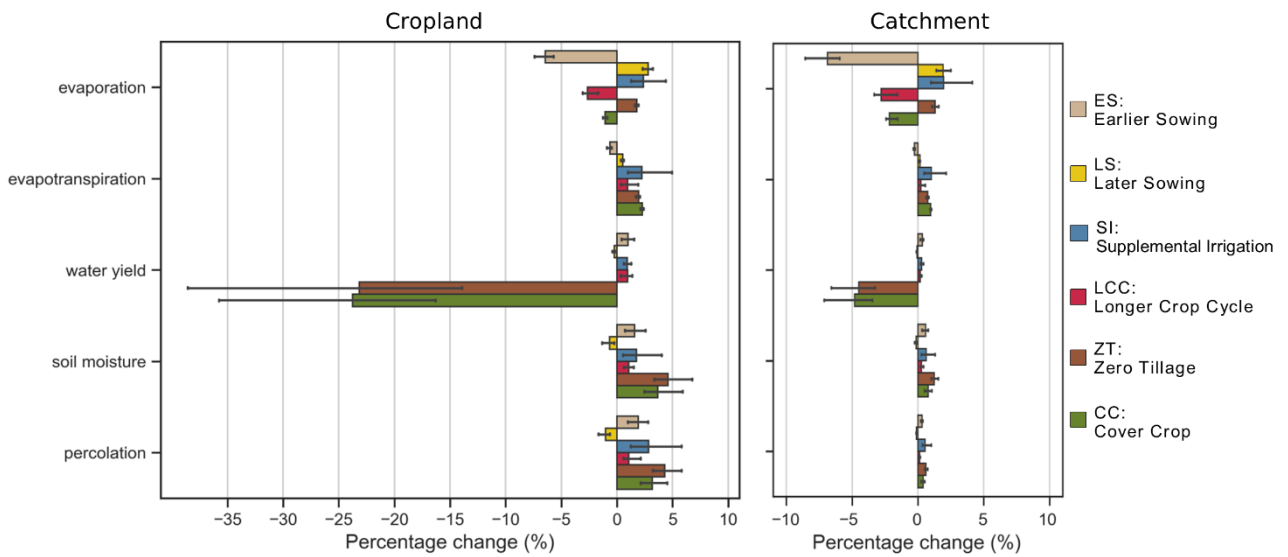 Cropland
Catchment
evaporation
evapotranspiration
water yield
soil moisture
percolation
−35 −30 −25 −20 −15 −10 −5 0 5 10
Percentage change (%)
−10 −5 0 5 10
Percentage change (%)
ES:
Earlier Sowing
LS:
Later Sowing
SI:
Supplemental Irrigation
LCC:
Longer Crop Cycle
ZT:
Zero Tillage
CC:
Cover Crop